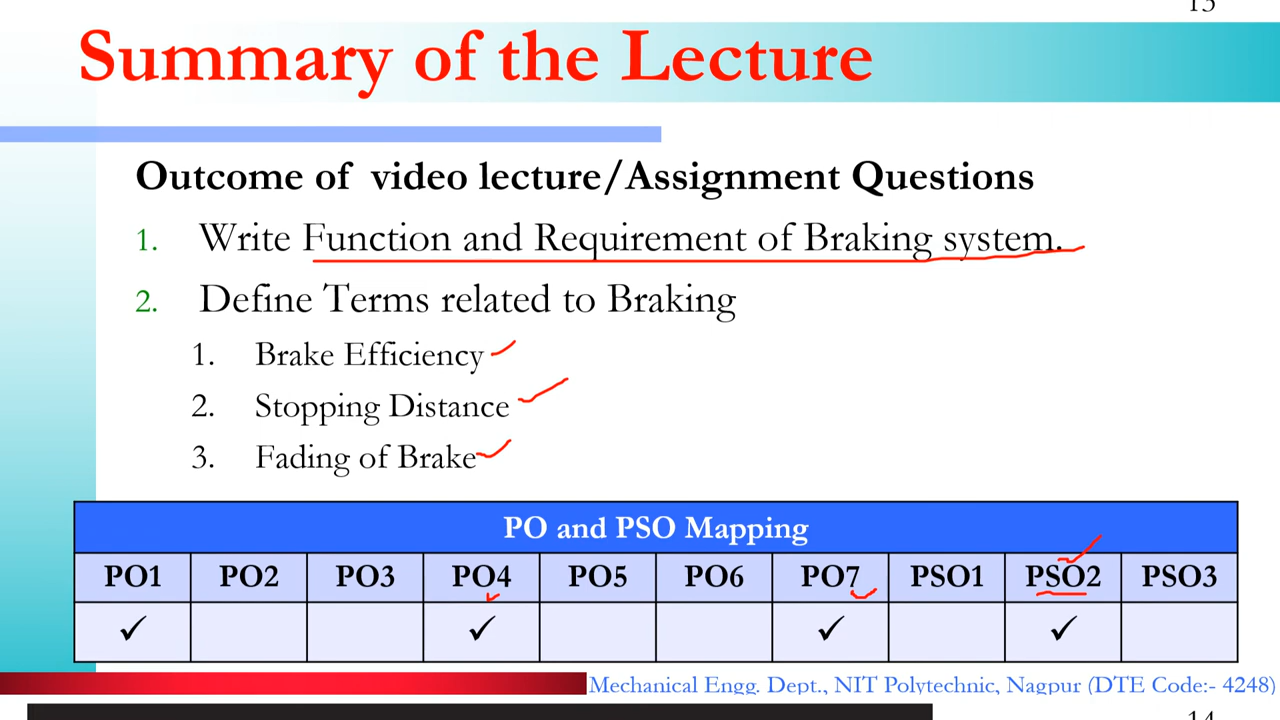 Summary of the Lecture
Outcome of video lecture/Assignment Questions
1. Write Function and Requirement of Braking system.
2. Define Terms related to Braking
1. Brake Efficiency
2. Stopping Distance
3. Fading of Brake
PO and PSO Mapping
PO1 PO2 PO3 PO4 PO5 PO6 PO7 PSO1 PSO2 PSO3
✓ ✓ ✓ ✓
Mechanical Engg. Dept., NIT Polytechnic, Nagpur (DTE Code:- 4248)